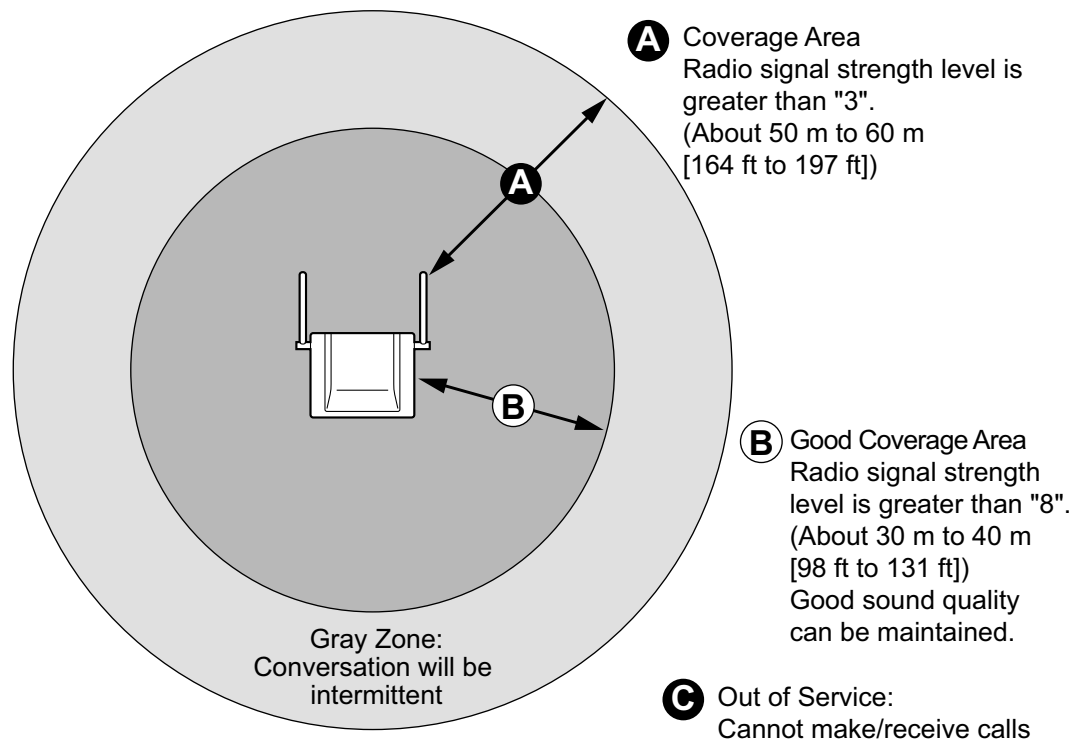 A Coverage Area
Radio signal strength level is
greater than "3".
(About 50 m to 60 m
[164 ft to 197 ft])
A
B
B Good Coverage Area
Radio signal strength
level is greater than "8".
(About 30 m to 40 m
[98 ft to 131 ft])
Good sound quality
can be maintained.
Gray Zone:
Conversation will be
intermittent
C Out of Service:
Cannot make/receive calls